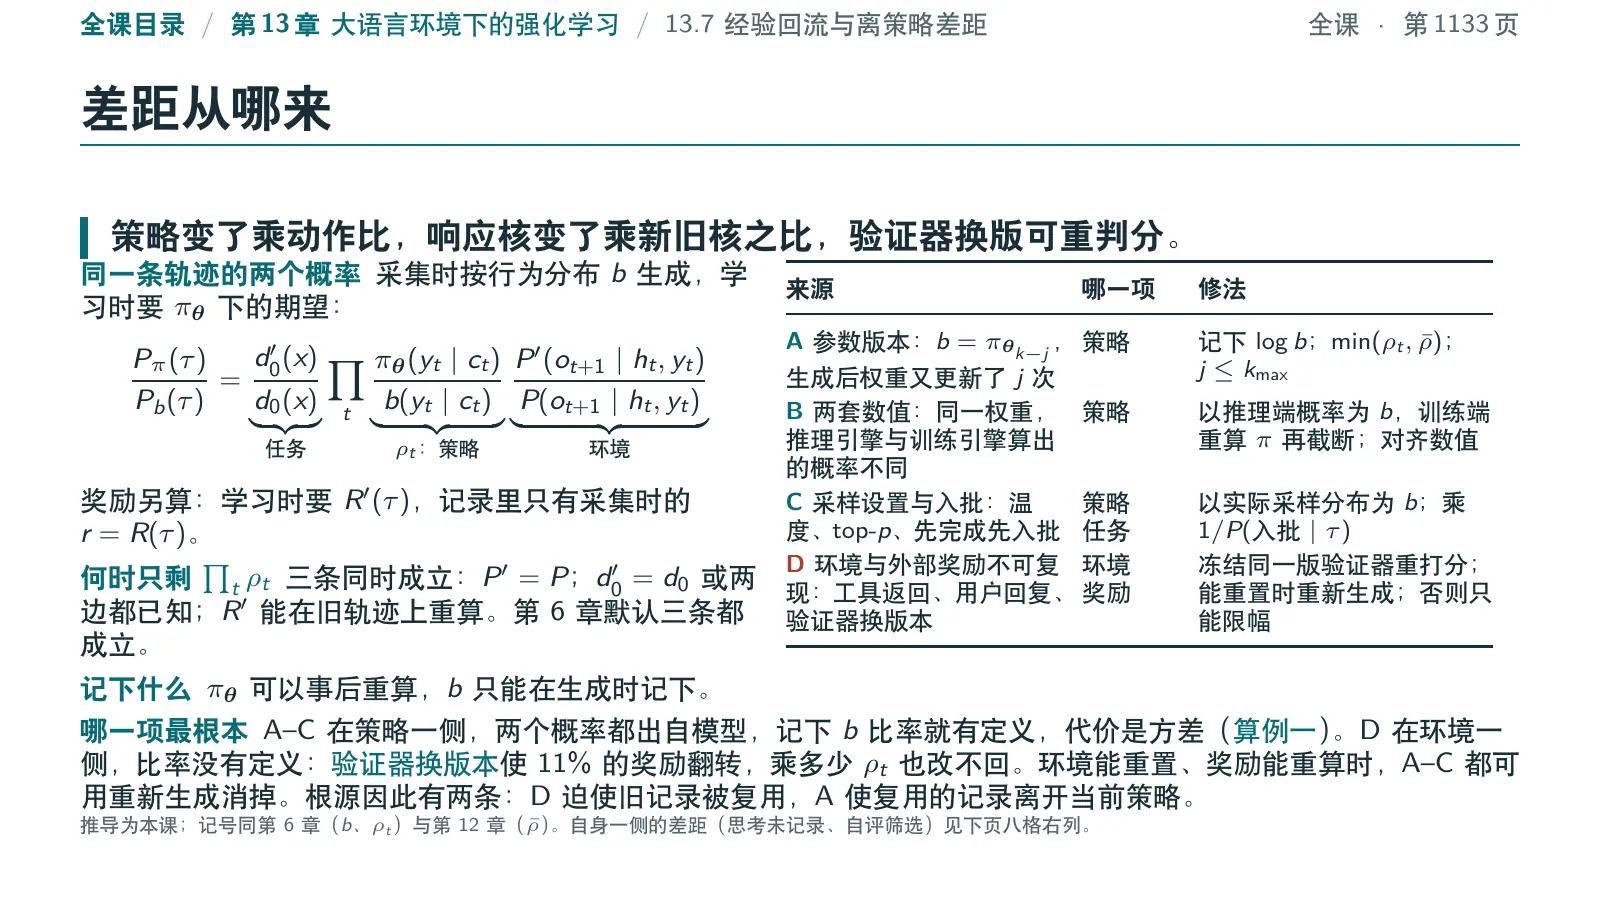 全课目录 / 第13章 大语言环境下的强化学习 / 13.7 经验回流与离策略差距
全课 · 第1133页
差距从哪来
策略变了乘动作比，响应核变了乘新旧核之比，验证器换版可重判分。
同一条轨迹的两个概率 采集时按行为分布 b 生成，学
习时要 π_θ 下的期望：
P_π(τ)/P_b(τ) = d′_0(x)/d_0(x) ∏_t π_θ(y_t | c_t)/b(y_t | c_t) P′(o_{t+1} | h_t, y_t)/P(o_{t+1} | h_t, y_t)
任务 ρ_t：策略 环境
奖励另算：学习时要 R′(τ)，记录里只有采集时的
r = R(τ)。
何时只剩 ∏_t ρ_t 三条同时成立：P′ = P；d′_0 = d_0 或两
边都已知；R′ 能在旧轨迹上重算。第 6 章默认三条都
成立。
记下什么 π_θ 可以事后重算，b 只能在生成时记下。
来源 哪一项 修法
A 参数版本：b = π_{θ_{k−j}}， 策略 记下 log b；min(ρ_t, ρ̄)；
生成后权重又更新了 j 次 j ≤ k_max
B 两套数值：同一权重， 策略 以推理端概率为 b，训练端
推理引擎与训练引擎算出 重算 π 再截断；对齐数值
的概率不同
C 采样设置与入批：温 策略 以实际采样分布为 b；乘
度、top-p、先完成先入批 任务 1/P(入批 | τ)
D 环境与外部奖励不可复 环境 冻结同一版验证器重打分；
现：工具返回、用户回复、 奖励 能重置时重新生成；否则只
验证器换版本 能限幅
哪一项最根本 A–C 在策略一侧，两个概率都出自模型，记下 b 比率就有定义，代价是方差（算例一）。D 在环境一
侧，比率没有定义：验证器换版本使 11% 的奖励翻转，乘多少 ρ_t 也改不回。环境能重置、奖励能重算时，A–C 都可
用重新生成消掉。根源因此有两条：D 迫使旧记录被复用，A 使复用的记录离开当前策略。
推导为本课；记号同第 6 章（b、ρ_t）与第 12 章（ρ̄）。自身一侧的差距（思考未记录、自评筛选）见下页八格右列。